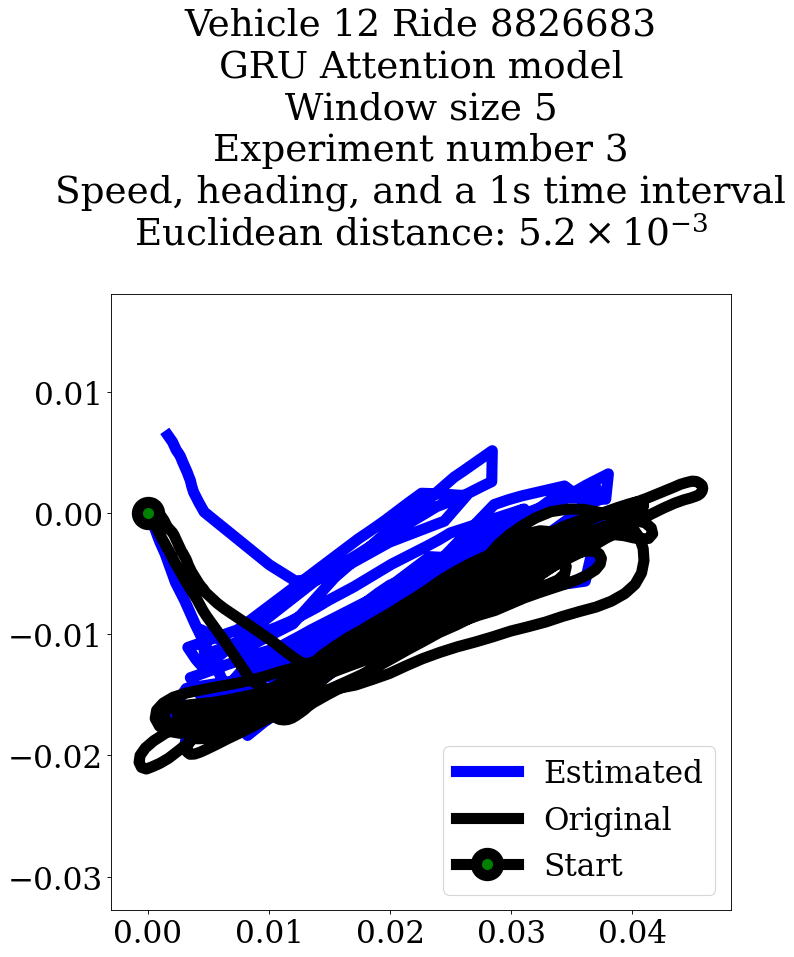 Vehicle 12 Ride 8826683
GRU Attention model
Window size 5
Experiment number 3
Speed, heading, and a 1s time interval
Euclidean distance: 5.2 × 10⁻³
0.01
0.00
−0.01
−0.02
−0.03
Estimated
Original
Start
0.00 0.01 0.02 0.03 0.04